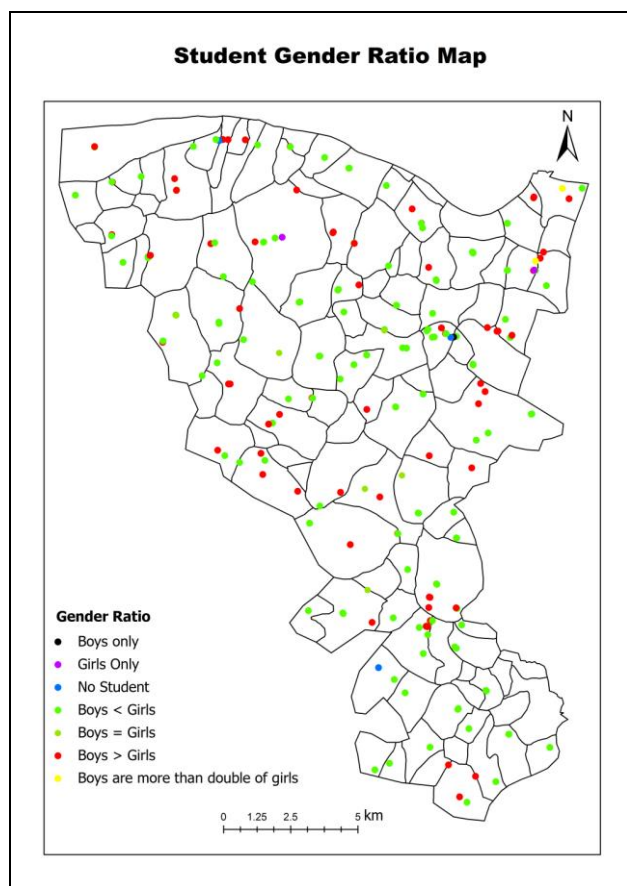 Student Gender Ratio Map
N
Gender Ratio
Boys only
Girls Only
No Student
Boys < Girls
Boys = Girls
Boys > Girls
Boys are more than double of girls
0 1.25 2.5 5 km